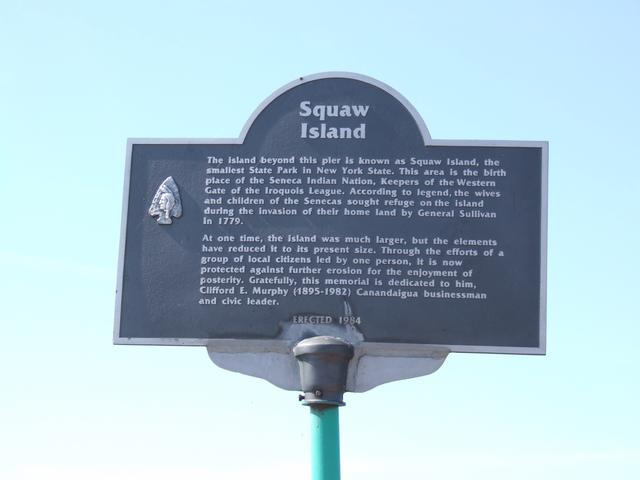 Squaw
Island
The island beyond this pier is known as Squaw Island, the
smallest State Park in New York State. This area is the birth
place of the Seneca Indian Nation, Keepers of the Western
Gate of the Iroquois League. According to legend, the wives
and children of the Senecas sought refuge on the island
during the invasion of their home land by General Sullivan
in 1779.
At one time, the island was much larger, but the elements
have reduced it to its present size. Through the efforts of a
group of local citizens led by one person, it is now
protected against further erosion for the enjoyment of
posterity. Gratefully, this memorial is dedicated to him,
Clifford E. Murphy (1895-1982) Canandaigua businessman
and civic leader.
ERECTED 1984